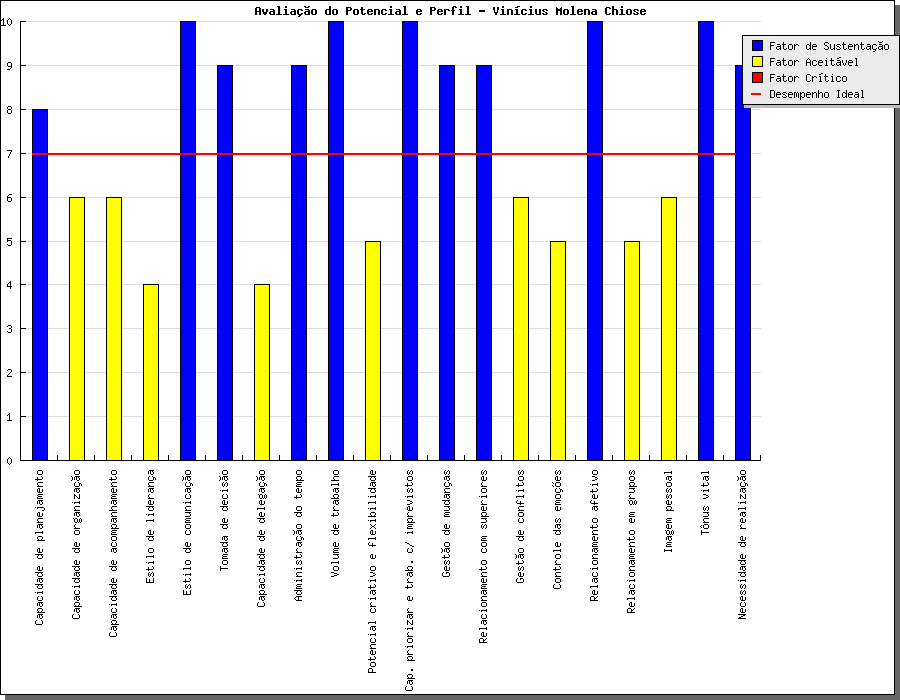 Avaliação do Potencial e Perfil - Vinícius Molena Chiose
Fator de Sustentação
Fator Aceitável
Fator Crítico
Desempenho Ideal
10
9
8
7
6
5
4
3
2
1
0
Capacidade de planejamento
Capacidade de organização
Capacidade de acompanhamento
Estilo de liderança
Estilo de comunicação
Tomada de decisão
Capacidade de delegação
Administração do tempo
Volume de trabalho
Potencial criativo e flexibilidade
Cap. priorizar e trab. c/ imprevistos
Gestão de mudanças
Relacionamento com superiores
Gestão de conflitos
Controle das emoções
Relacionamento afetivo
Relacionamento em grupos
Imagem pessoal
Tônus vital
Necessidade de realização